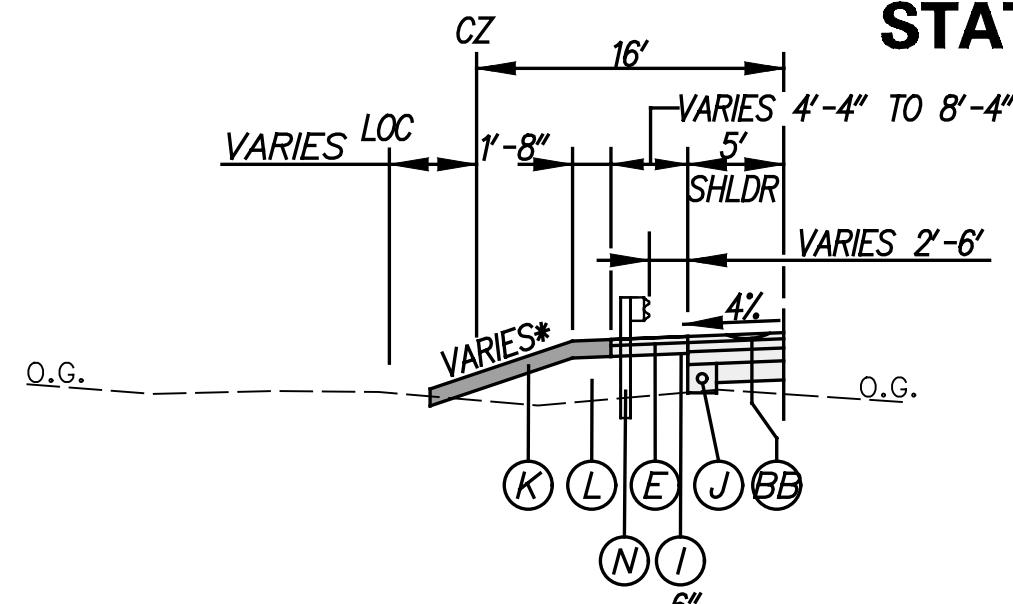 STAT
CZ
16'
VARIES 4'-4" TO 8'-4"
VARIES
LOC
1'-8"
5'
SHLDR
VARIES 2'-6'
4%
VARIES*
O.G.
O.G.
K
L
E
J
BB
N
I
6"